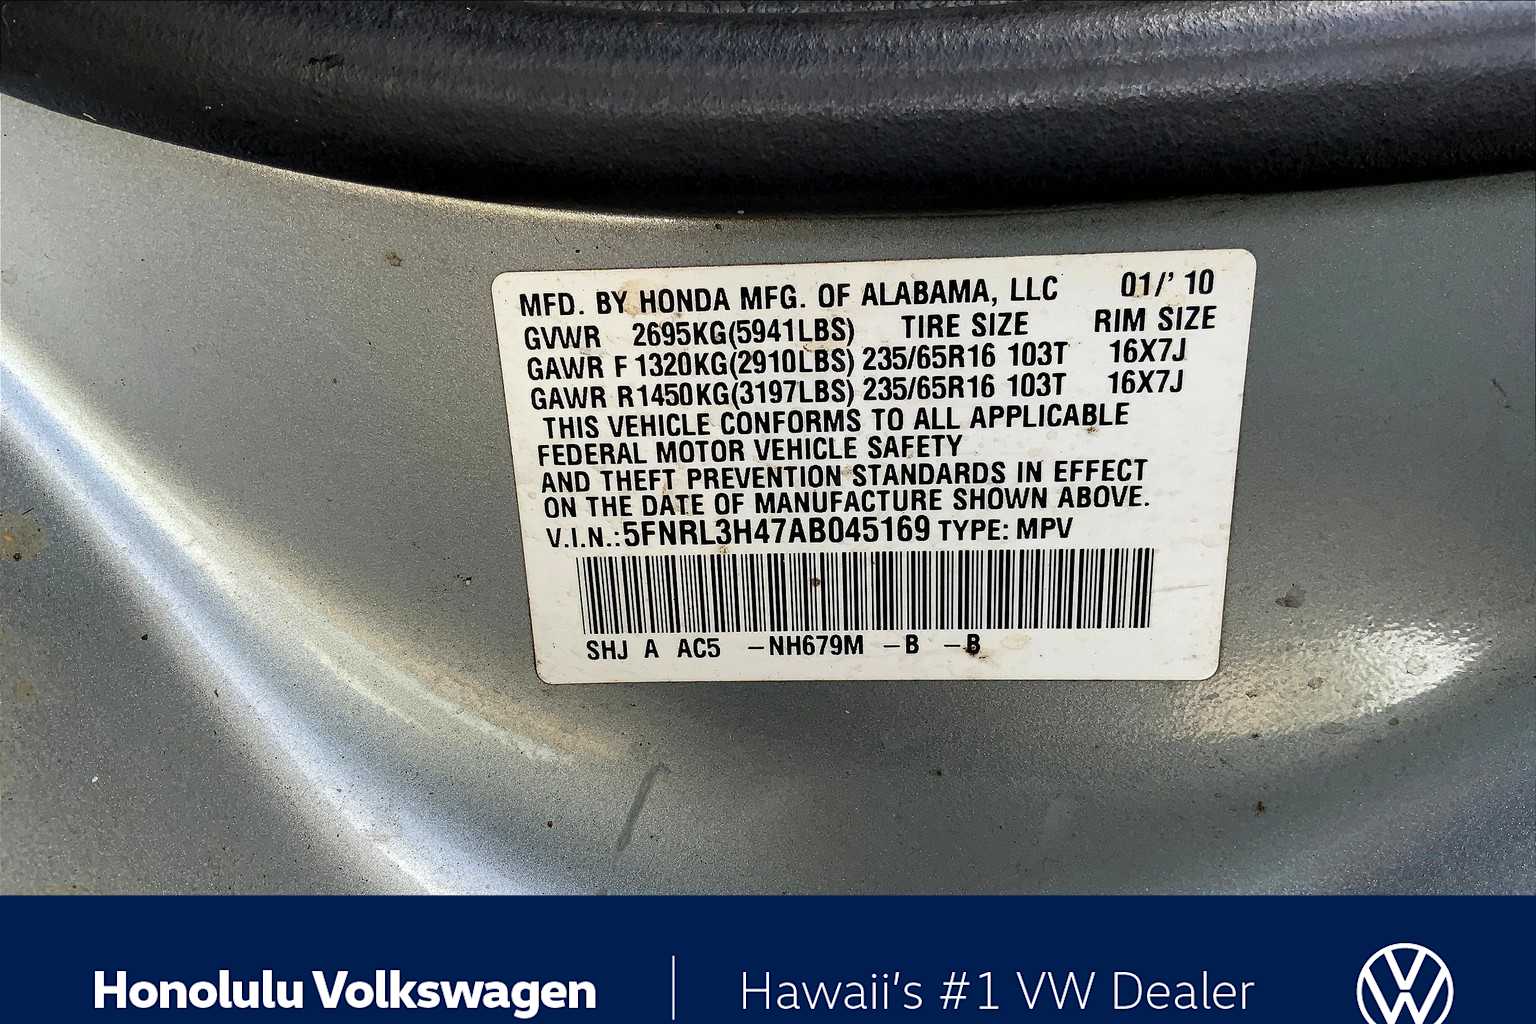 MFD. BY HONDA MFG. OF ALABAMA, LLC 01/' 10
GVWR 2695KG(5941LBS) TIRE SIZE RIM SIZE
GAWR F 1320KG(2910LBS) 235/65R16 103T 16X7J
GAWR R1450KG(3197LBS) 235/65R16 103T 16X7J
THIS VEHICLE CONFORMS TO ALL APPLICABLE
FEDERAL MOTOR VEHICLE SAFETY
AND THEFT PREVENTION STANDARDS IN EFFECT
ON THE DATE OF MANUFACTURE SHOWN ABOVE.
V.I.N.:5FNRL3H47AB045169 TYPE: MPV
SHJ A AC5 -NH679M -B -B
Honolulu Volkswagen | Hawaii's #1 VW Dealer